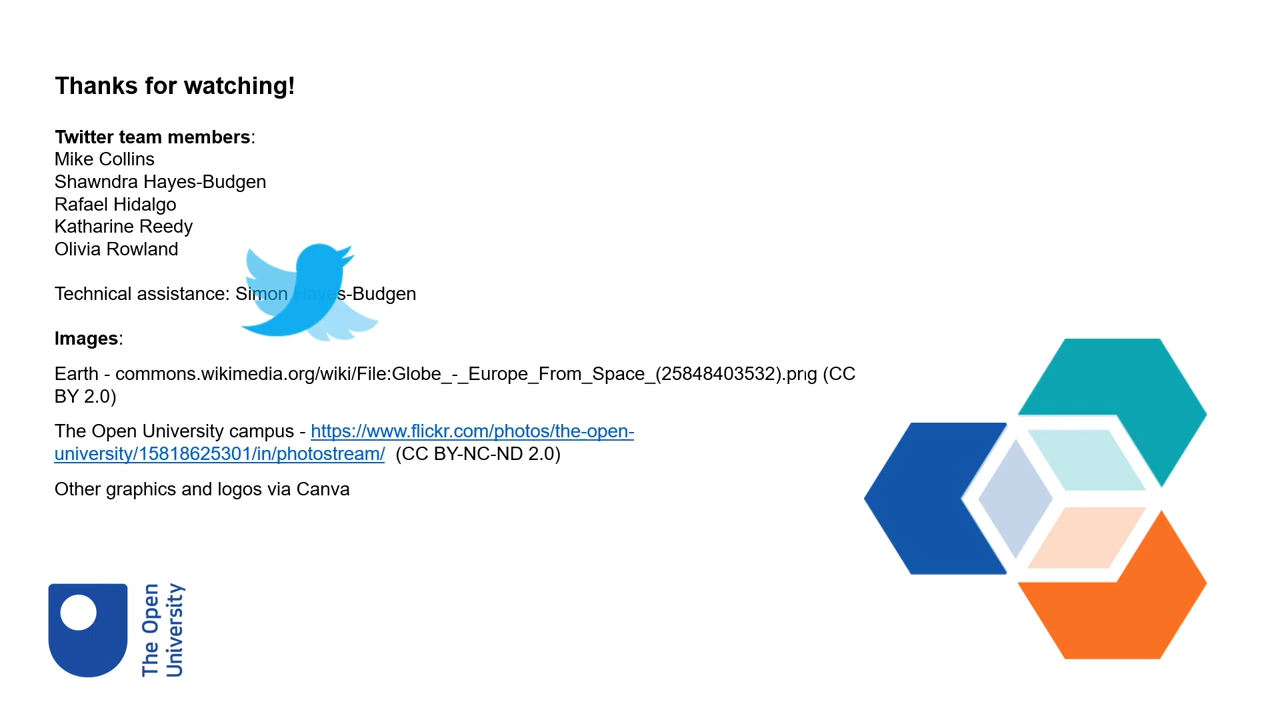 Thanks for watching!
Twitter team members:
Mike Collins
Shawndra Hayes-Budgen
Rafael Hidalgo
Katharine Reedy
Olivia Rowland
Technical assistance: Simon Hayes-Budgen
Images:
Earth - commons.wikimedia.org/wiki/File:Globe_-_Europe_From_Space_(25848403532).png (CC
BY 2.0)
The Open University campus - https://www.flickr.com/photos/the-open-
university/15818625301/in/photostream/ (CC BY-NC-ND 2.0)
Other graphics and logos via Canva
The Open
University